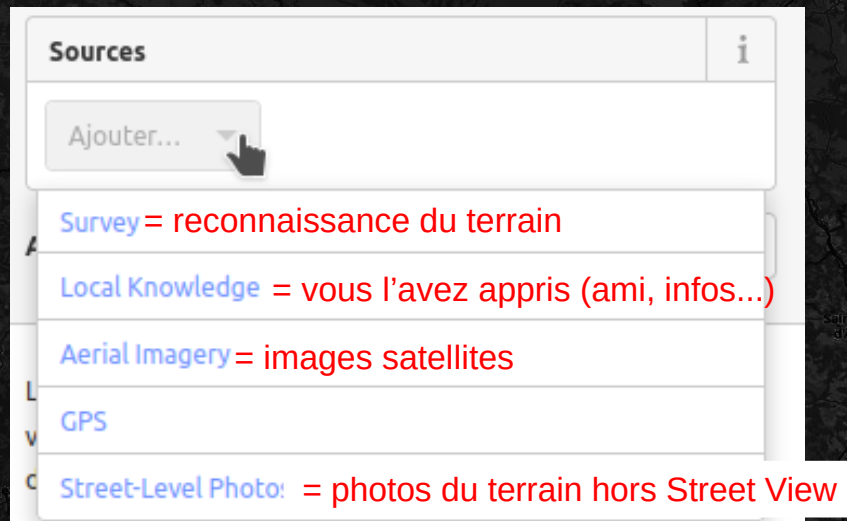 Sources
i
Ajouter...
Survey = reconnaissance du terrain
Local Knowledge = vous l'avez appris (ami, infos...)
Aerial Imagery = images satellites
GPS
Street-Level Photos = photos du terrain hors Street View